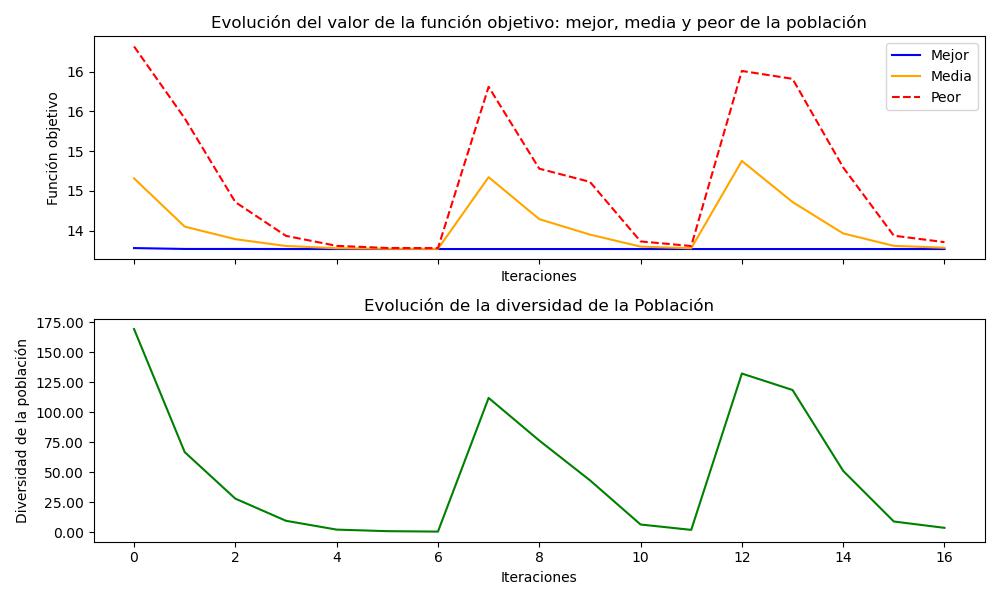 Evolución del valor de la función objetivo: mejor, media y peor de la población
Función objetivo
16
16
15
15
14
Mejor
Media
Peor
Iteraciones
Evolución de la diversidad de la Población
Diversidad de la población
175.00
150.00
125.00
100.00
75.00
50.00
25.00
0.00
0 2 4 6 8 10 12 14 16
Iteraciones